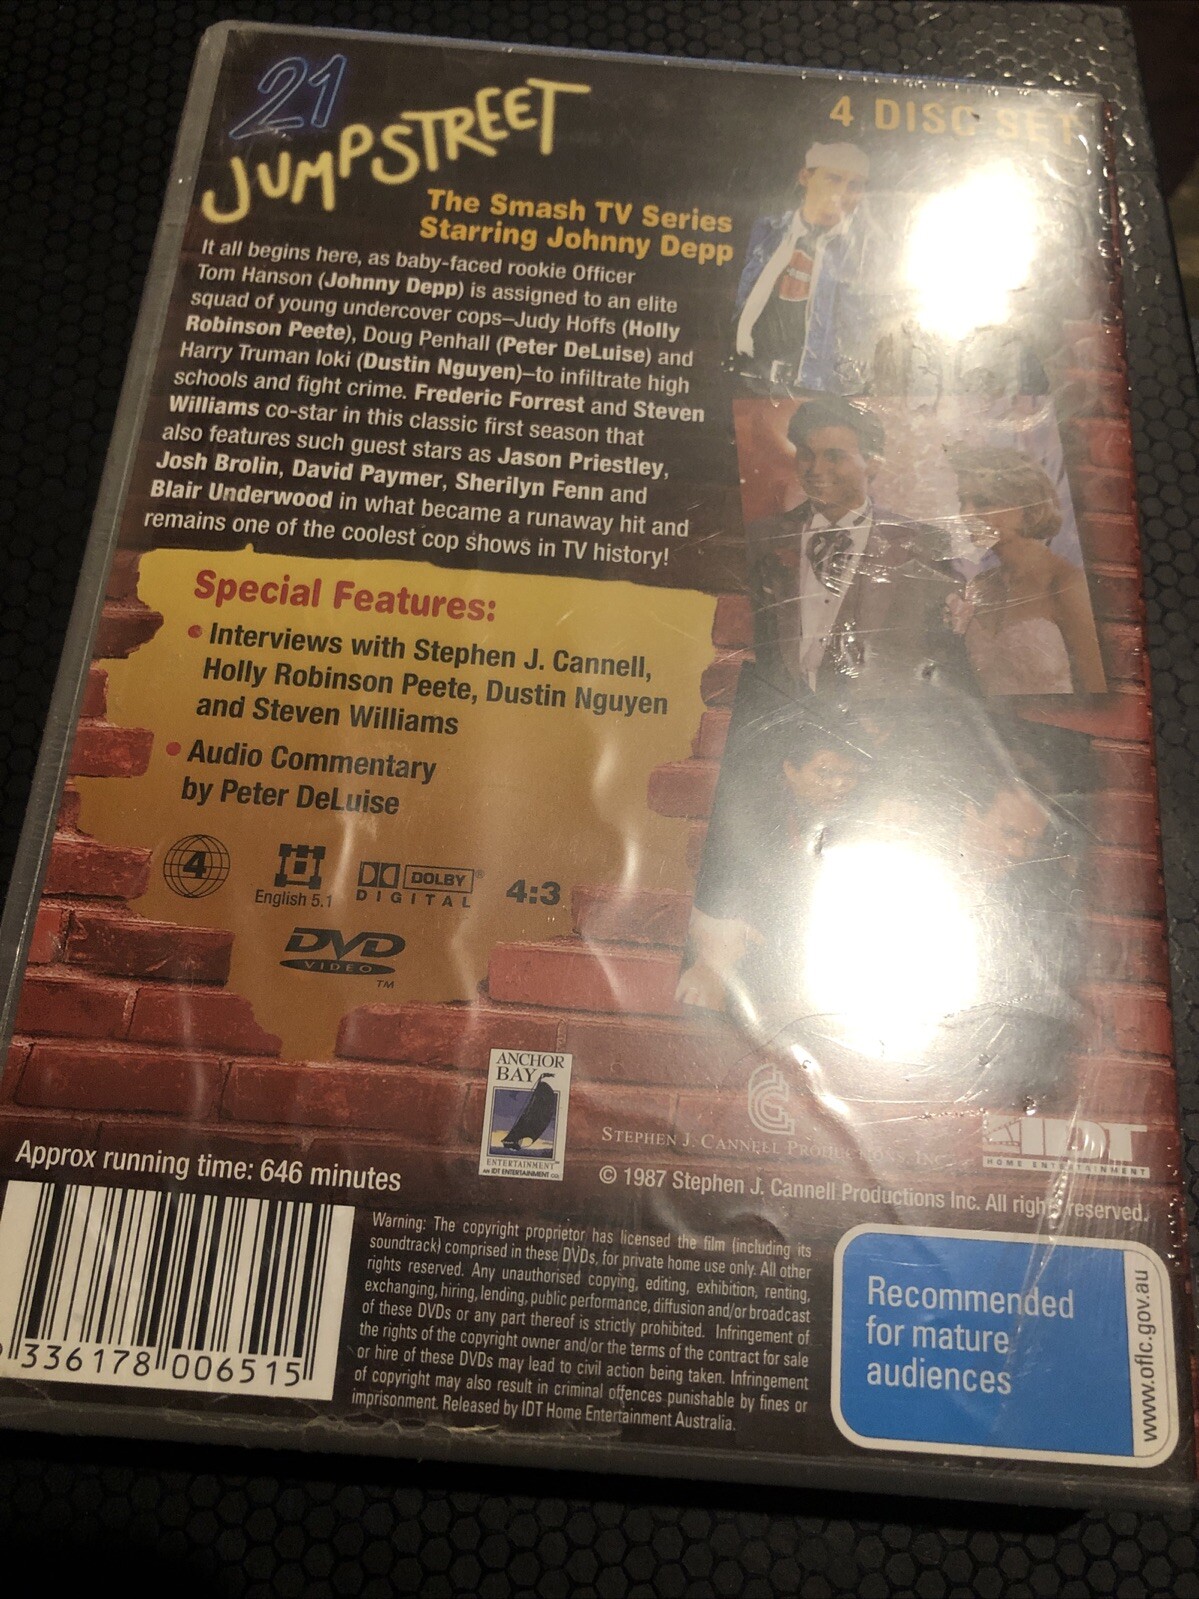 21
JUMPSTREET
4 DISC SET
The Smash TV Series
Starring Johnny Depp
It all begins here, as baby-faced rookie Officer
Tom Hanson (Johnny Depp) is assigned to an elite
squad of young undercover cops–Judy Hoffs (Holly
Robinson Peete), Doug Penhall (Peter DeLuise) and
Harry Truman Ioki (Dustin Nguyen)–to infiltrate high
schools and fight crime. Frederic Forrest and Steven
Williams co-star in this classic first season that
also features such guest stars as Jason Priestley,
Josh Brolin, David Paymer, Sherilyn Fenn and
Blair Underwood in what became a runaway hit and
remains one of the coolest cop shows in TV history!
Special Features:
• Interviews with Stephen J. Cannell,
Holly Robinson Peete, Dustin Nguyen
and Steven Williams
• Audio Commentary
by Peter DeLuise
4
English 5.1
DOLBY®
DIGITAL
4:3
DVD
VIDEO
TM
ANCHOR
BAY
ENTERTAINMENT
AN IDT ENTERTAINMENT CO.
STEPHEN J. CANNELL PRODUCTIONS
IDT
HOME ENTERTAINMENT
Approx running time: 646 minutes
© 1987 Stephen J. Cannell Productions Inc. All rights reserved.
336178 006515
Warning: The copyright proprietor has licensed the film (including its
soundtrack) comprised in these DVDs, for private home use only. All other
rights reserved. Any unauthorised copying, editing, exhibition, renting,
exchanging, hiring, lending, public performance, diffusion and/or broadcast
of these DVDs or any part thereof is strictly prohibited. Infringement of
the rights of the copyright owner and/or the terms of the contract for sale
or hire of these DVDs may lead to civil action being taken. Infringement
of copyright may also result in criminal offences punishable by fines or
imprisonment. Released by IDT Home Entertainment Australia.
Recommended
for mature
audiences
www.oflc.gov.au